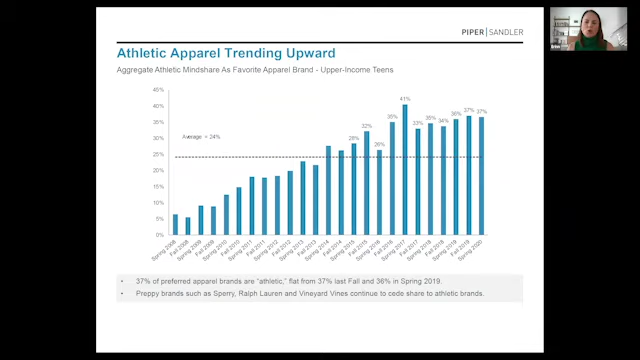 PIPER | SANDLER
Athletic Apparel Trending Upward
Aggregate Athletic Mindshare As Favorite Apparel Brand - Upper-Income Teens
45%
40%
35%
30%
25%
20%
15%
10%
5%
0%
Average = 24%
28%
32%
26%
35%
41%
33%
35%
34%
36%
37%
37%
Spring 2008
Fall 2008
Spring 2009
Fall 2009
Spring 2010
Fall 2010
Spring 2011
Fall 2011
Spring 2012
Fall 2012
Spring 2013
Fall 2013
Spring 2014
Fall 2014
Spring 2015
Fall 2015
Spring 2016
Fall 2016
Spring 2017
Fall 2017
Spring 2018
Fall 2018
Spring 2019
Fall 2019
Spring 2020
• 37% of preferred apparel brands are “athletic,” flat from 37% last Fall and 36% in Spring 2019.
• Preppy brands such as Sperry, Ralph Lauren and Vineyard Vines continue to cede share to athletic brands.